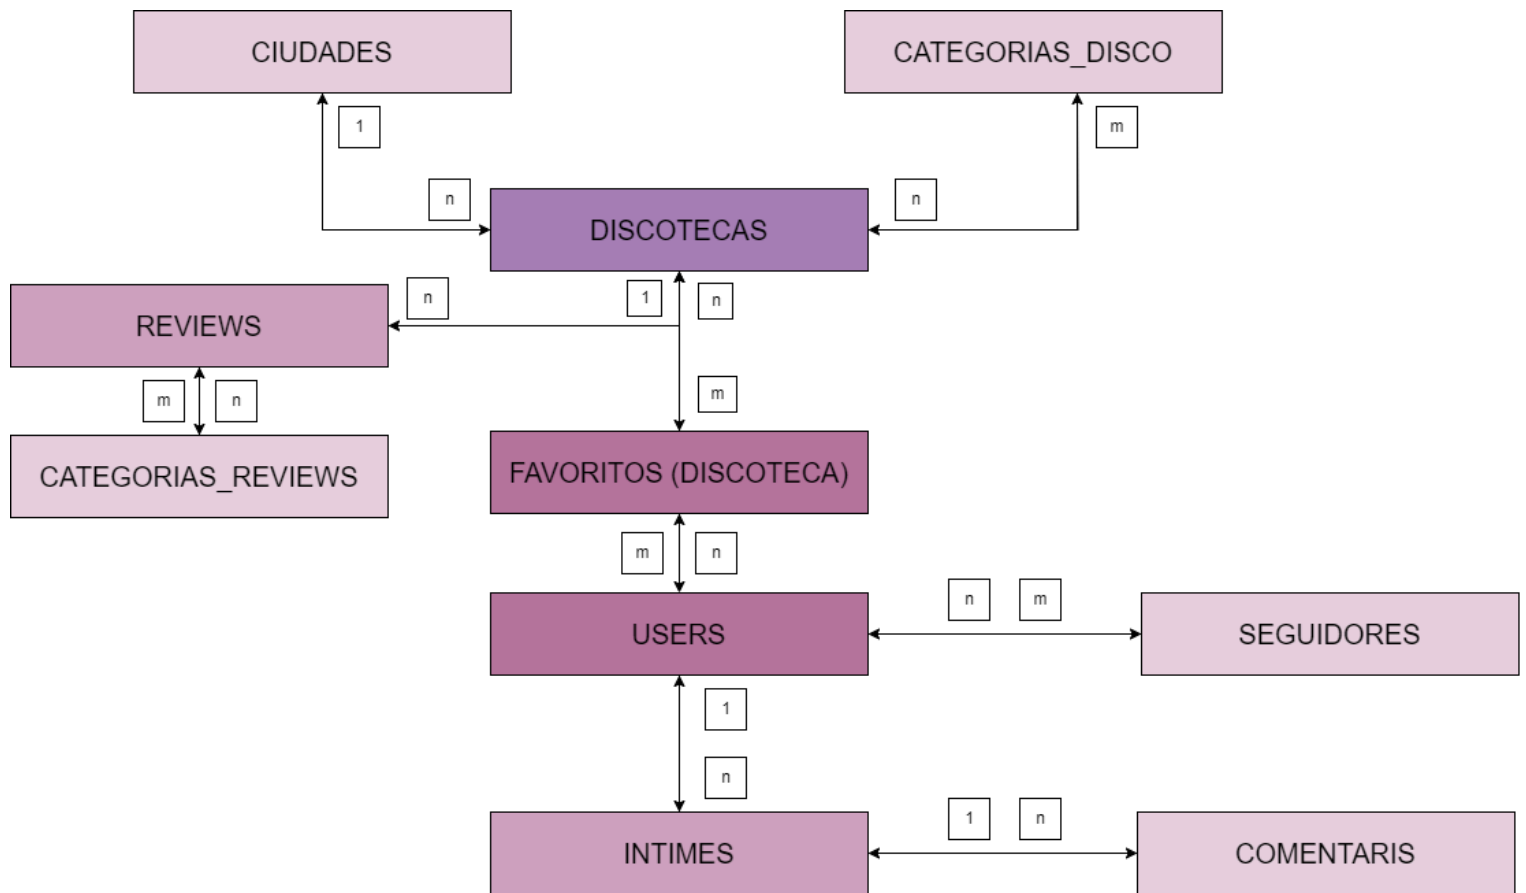 CIUDADES
CATEGORIAS_DISCO
1
m
n
n
DISCOTECAS
n
1
n
REVIEWS
m
n
m
CATEGORIAS_REVIEWS
FAVORITOS (DISCOTECA)
m
n
n
m
USERS
SEGUIDORES
1
n
1
n
INTIMES
COMENTARIS